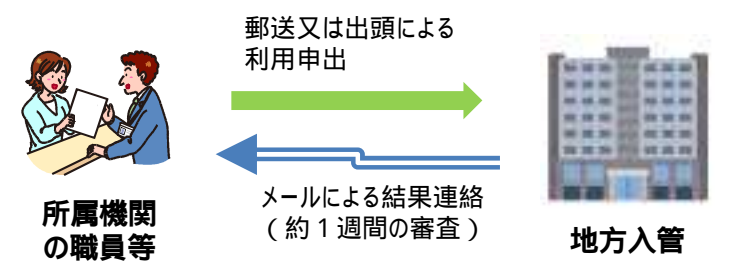 郵送又は出頭による
利用申出
メールによる結果連絡
(約1週間の審査)
所属機関
の職員等
地方入管